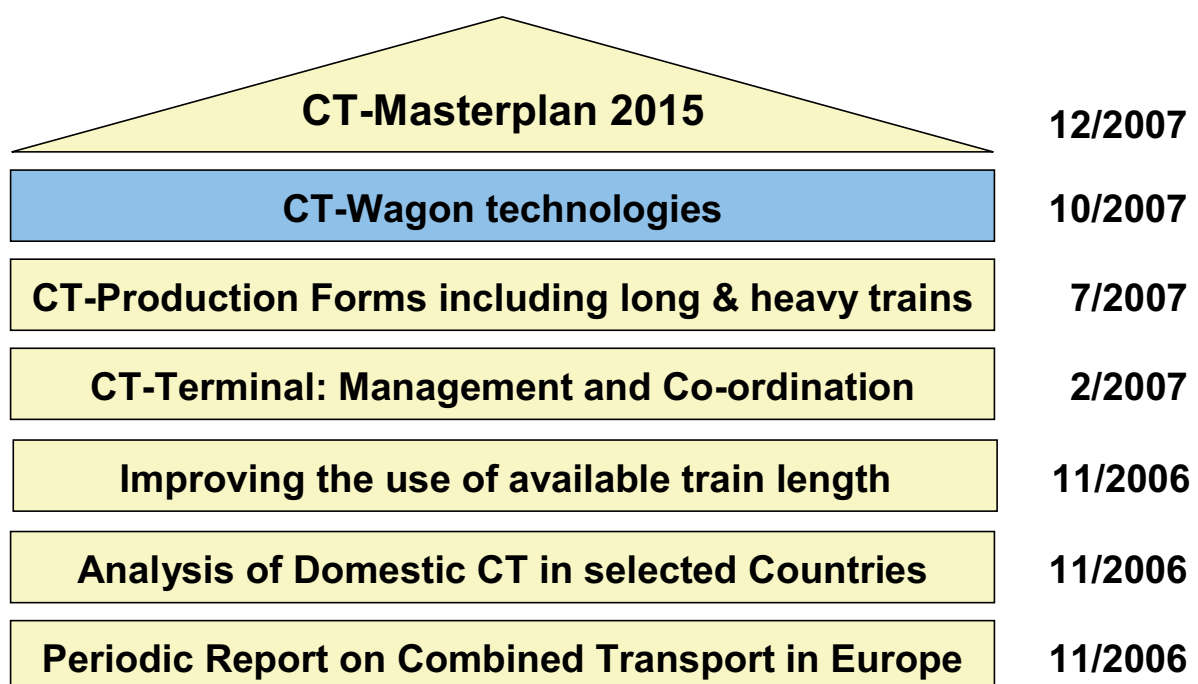 CT-Masterplan 2015 12/2007
CT-Wagon technologies 10/2007
CT-Production Forms including long & heavy trains 7/2007
CT-Terminal: Management and Co-ordination 2/2007
Improving the use of available train length 11/2006
Analysis of Domestic CT in selected Countries 11/2006
Periodic Report on Combined Transport in Europe 11/2006